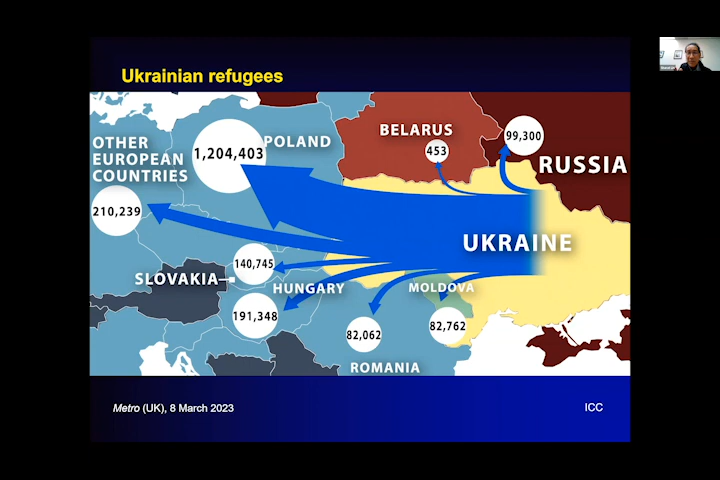 Ukrainian refugees
OTHER
EUROPEAN
COUNTRIES
210,239
1,204,403
POLAND
BELARUS
453
99,300
RUSSIA
UKRAINE
140,745
SLOVAKIA
HUNGARY
191,348
MOLDOVA
82,062
82,762
ROMANIA
Metro (UK), 8 March 2023
ICC